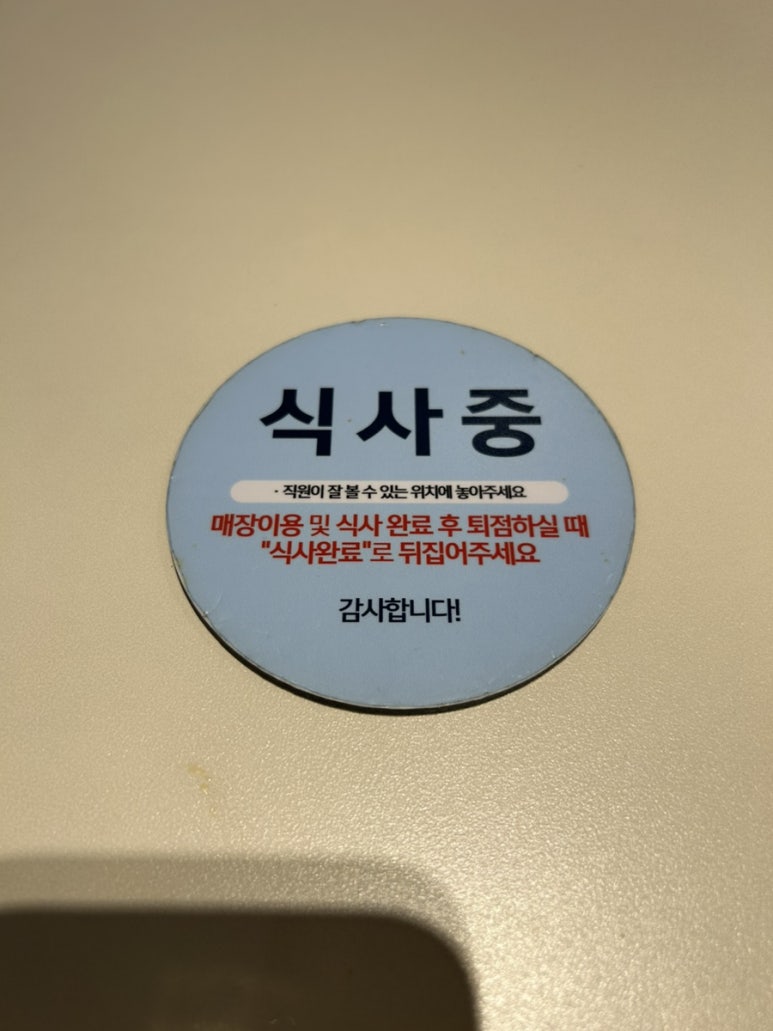 식사중
· 직원이 잘 볼 수 있는 위치에 놓아주세요
매장이용 및 식사 완료 후 퇴점하실 때
"식사완료"로 뒤집어주세요
감사합니다!